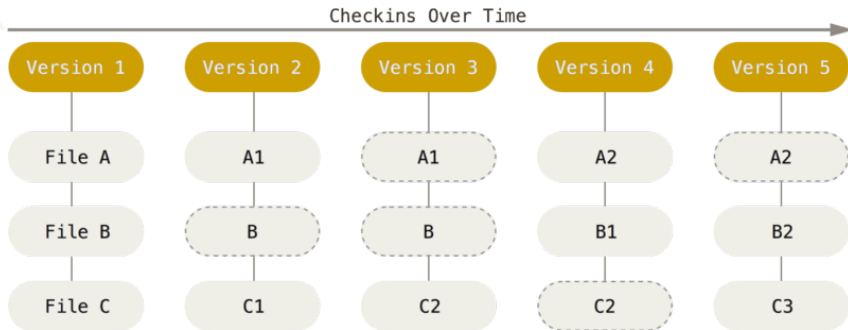 Checkins Over Time
Version 1 Version 2 Version 3 Version 4 Version 5
File A A1 A1 A2 A2
File B B B B1 B2
File C C1 C2 C2 C3